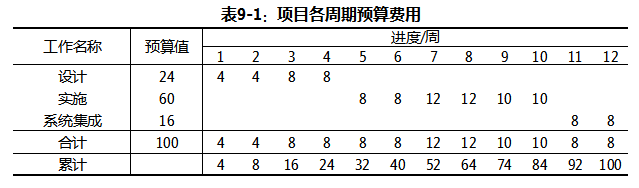 表9-1：项目各周期预算费用
工作名称 预算值 进度/周
1 2 3 4 5 6 7 8 9 10 11 12
设计 24 4 4 8 8
实施 60 8 8 12 12 10 10
系统集成 16 8 8
合计 100 4 4 8 8 8 8 12 12 10 10 8 8
累计 4 8 16 24 32 40 52 64 74 84 92 100